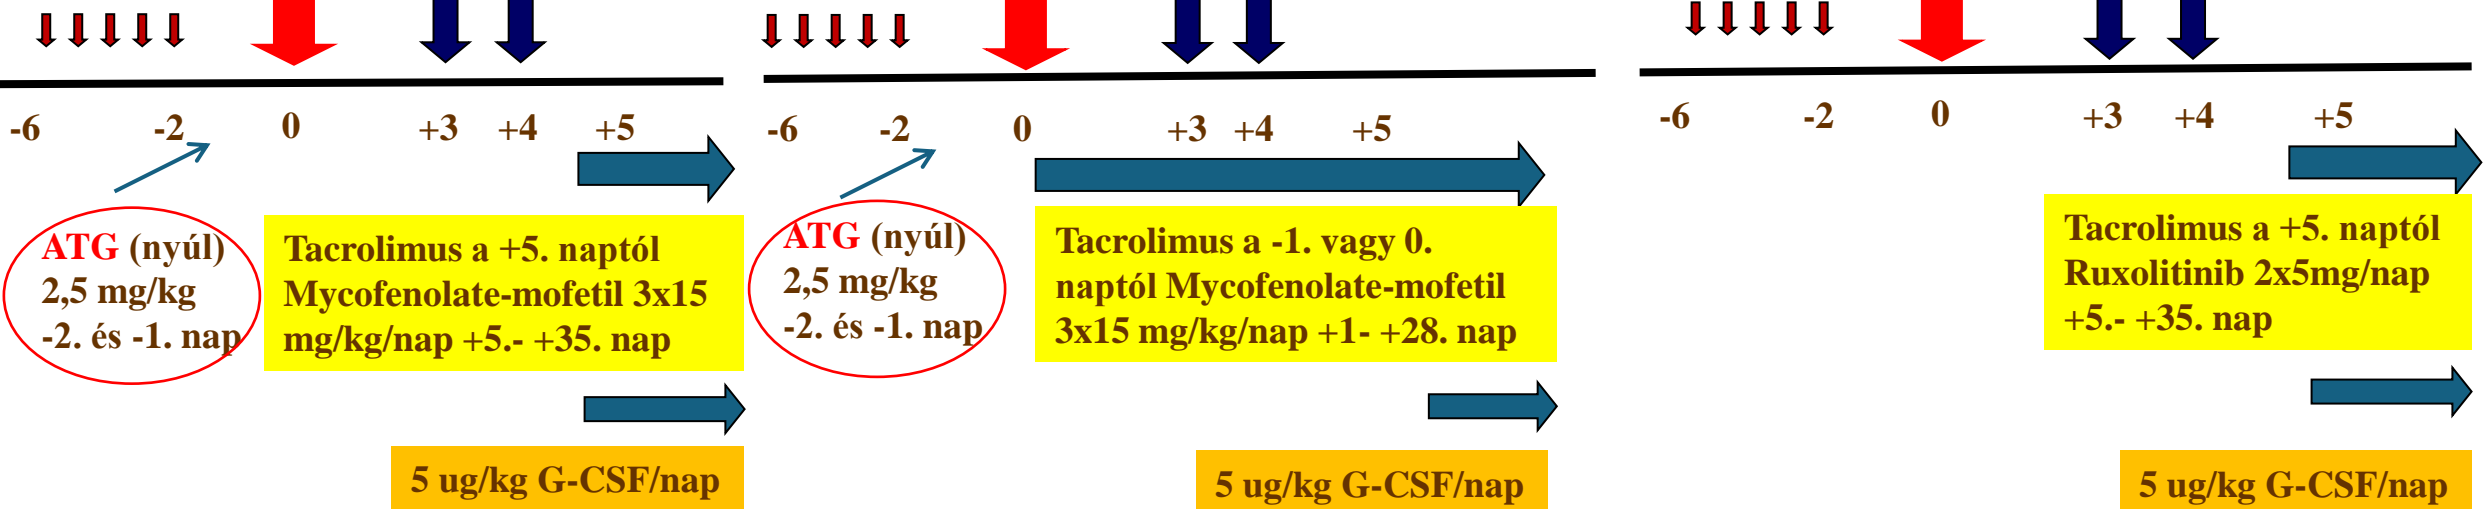 -6 -2 0 +3 +4 +5
ATG (nyúl)
2,5 mg/kg
-2. és -1. nap
Tacrolimus a +5. naptól
Mycofenolate-mofetil 3x15
mg/kg/nap +5.- +35. nap
5 ug/kg G-CSF/nap
-6 -2 0 +3 +4 +5
ATG (nyúl)
2,5 mg/kg
-2. és -1. nap
Tacrolimus a -1. vagy 0.
naptól Mycofenolate-mofetil
3x15 mg/kg/nap +1- +28. nap
5 ug/kg G-CSF/nap
-6 -2 0 +3 +4 +5
Tacrolimus a +5. naptól
Ruxolitinib 2x5mg/nap
+5.- +35. nap
5 ug/kg G-CSF/nap